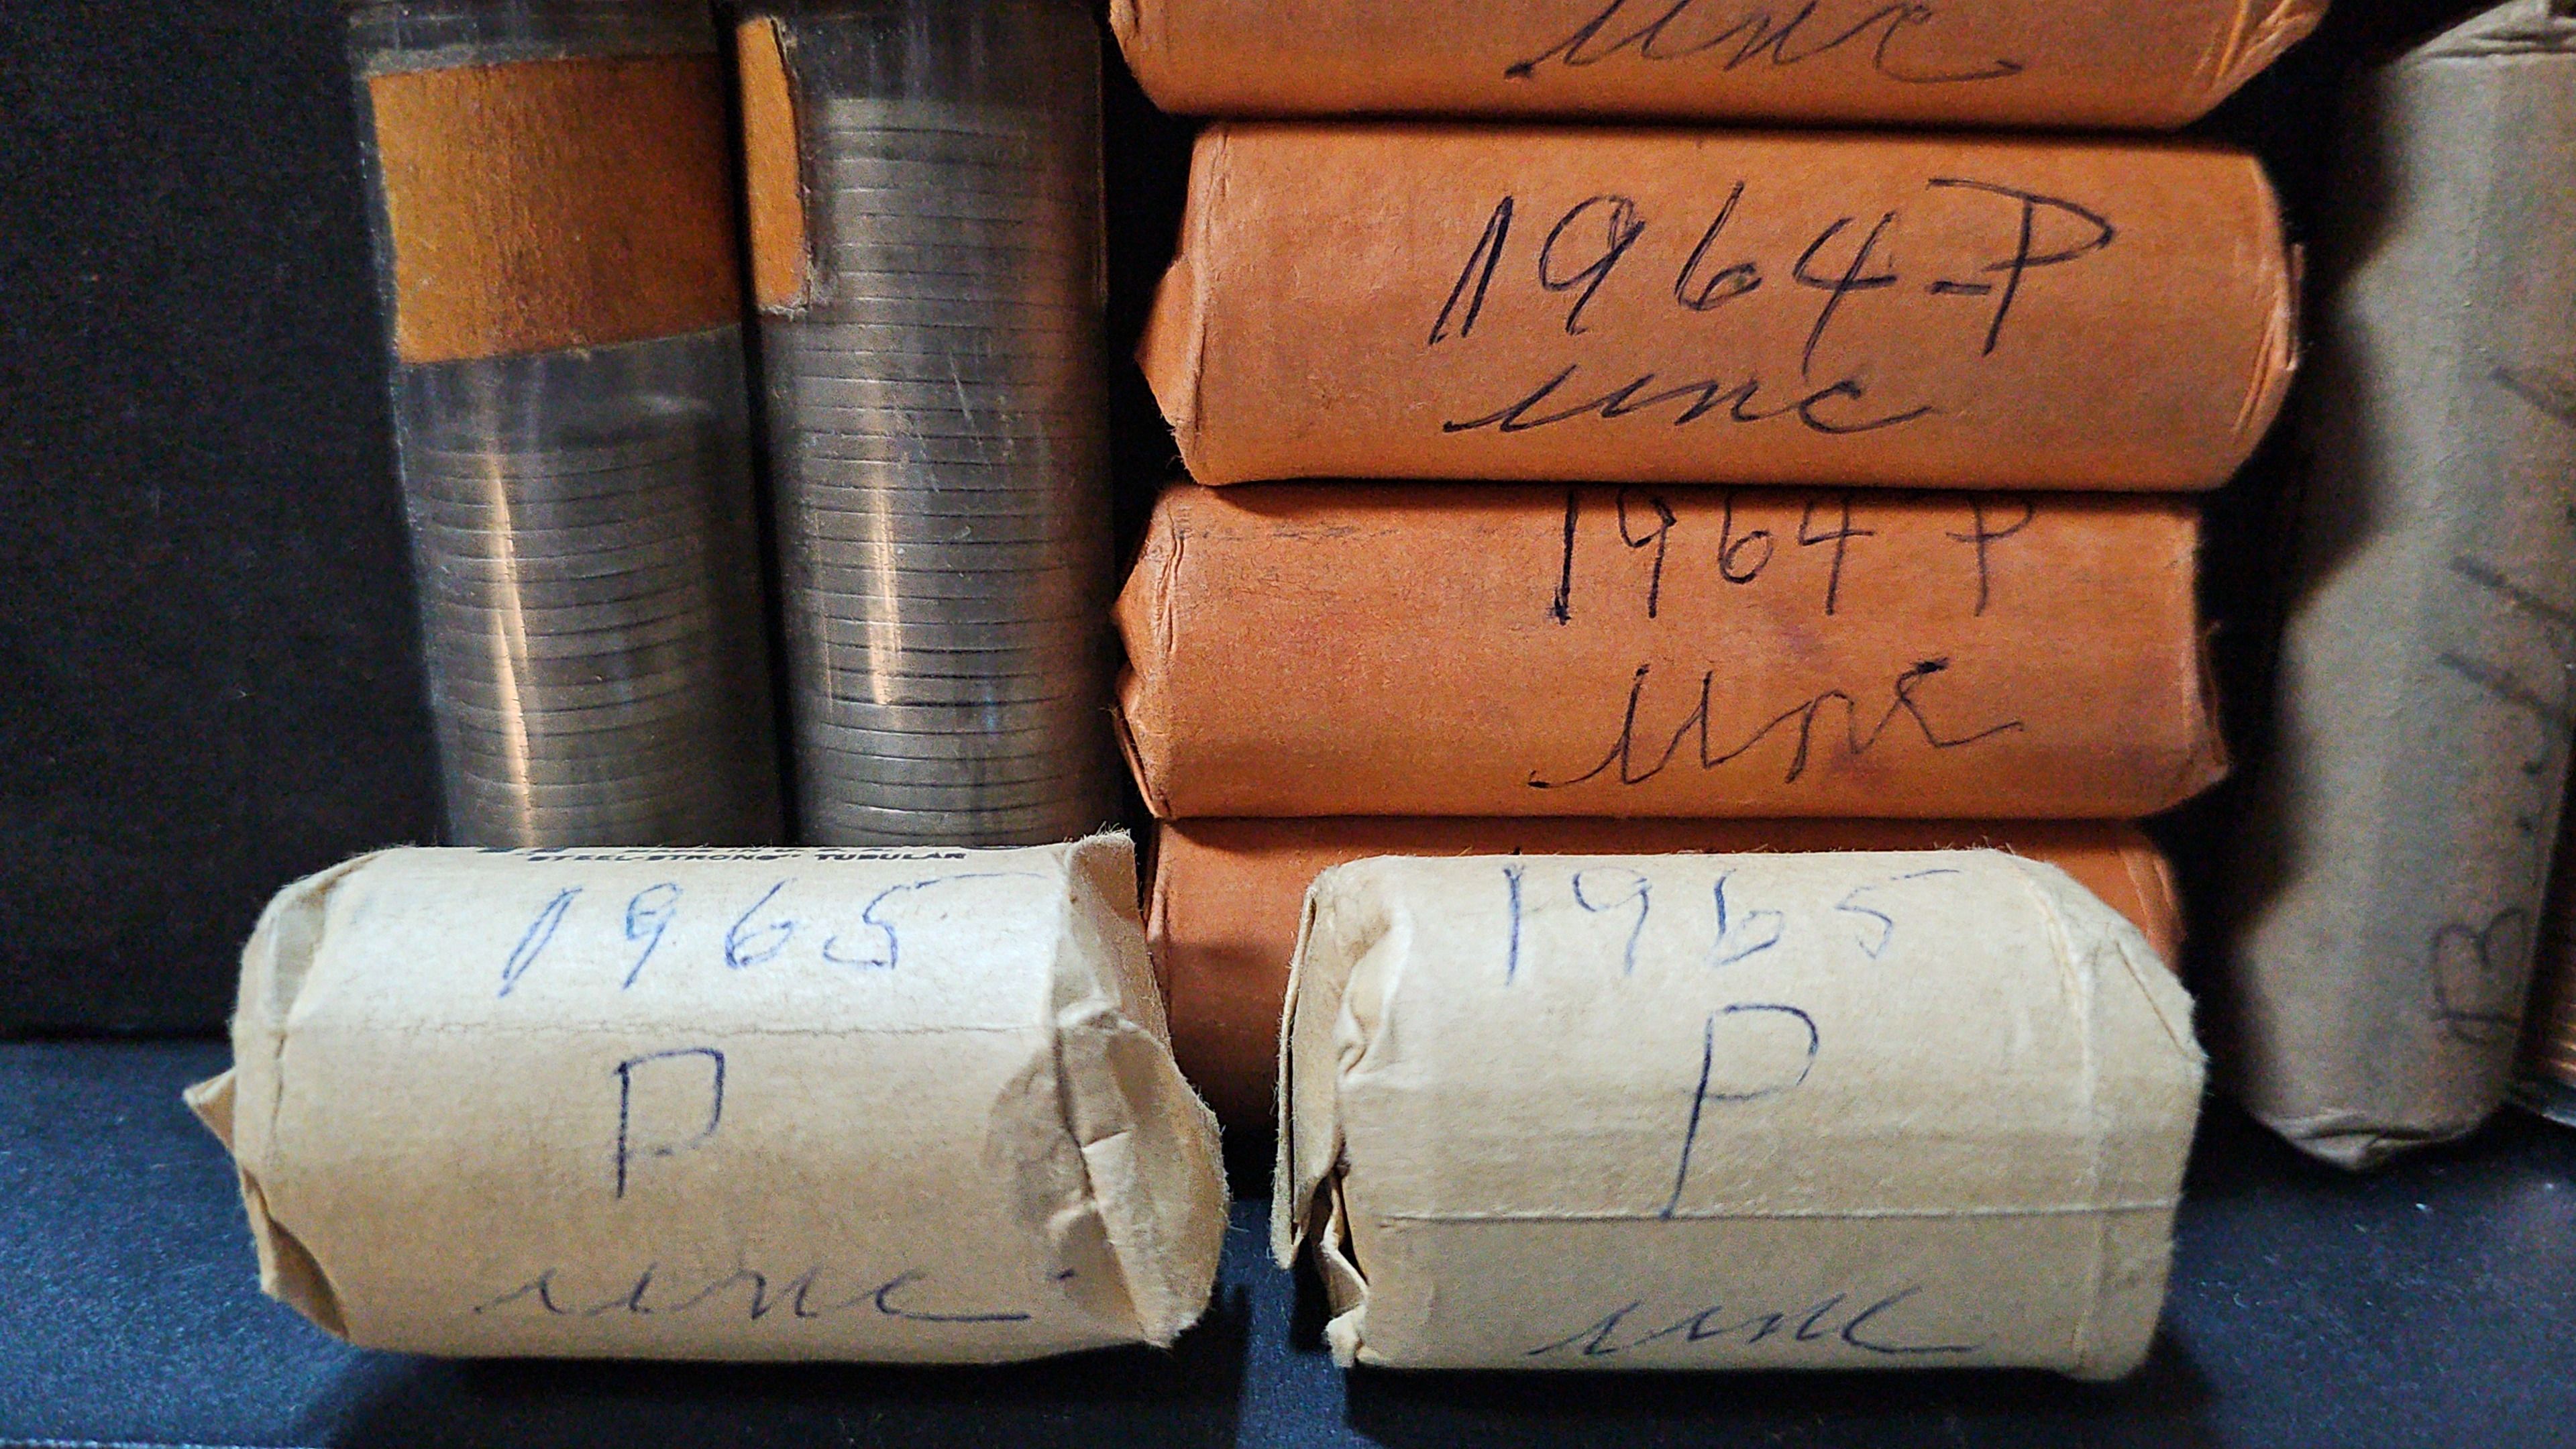 unc
1964-P
unc
1964 P
unc
"STEEL-STRONG" TUBULAR
1965
P
unc
1965
P
unc
B